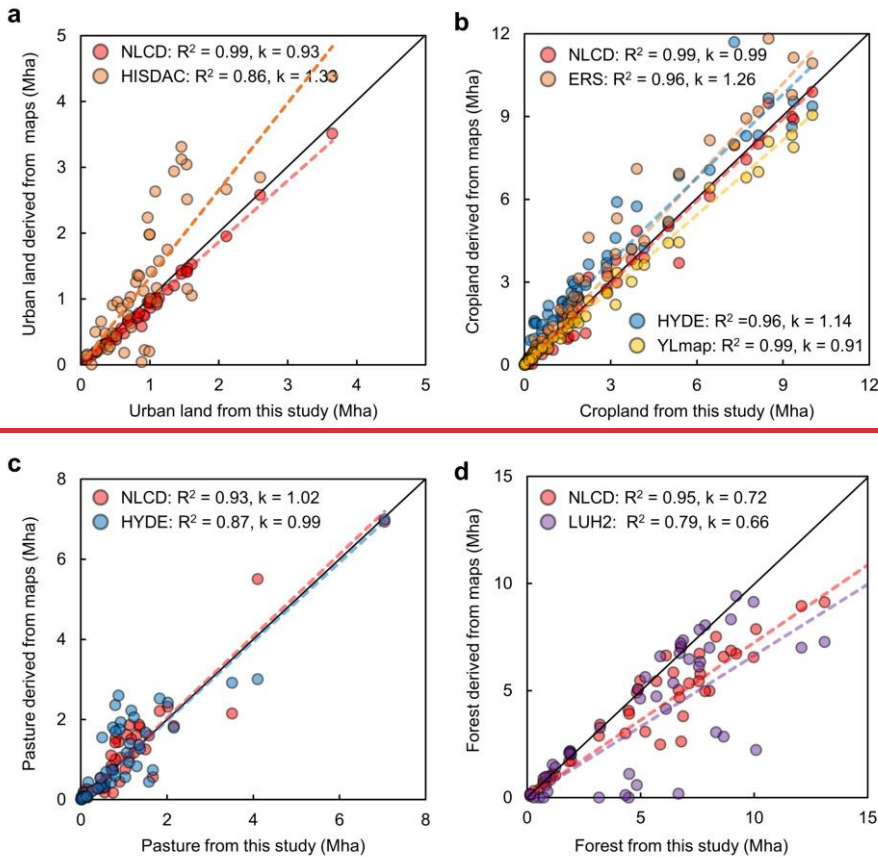 a
NLCD: R² = 0.99, k = 0.93
HISDAC: R² = 0.86, k = 1.33
Urban land derived from maps (Mha)
5
4
3
2
1
0
0 1 2 3 4 5
Urban land from this study (Mha)
b
NLCD: R² = 0.99, k = 0.99
ERS: R² = 0.96, k = 1.26
HYDE: R² =0.96, k = 1.14
YLmap: R² = 0.99, k = 0.91
Cropland derived from maps (Mha)
12
9
6
3
0
0 3 6 9 12
Cropland from this study (Mha)
c
NLCD: R² = 0.93, k = 1.02
HYDE: R² = 0.87, k = 0.99
Pasture derived from maps (Mha)
8
6
4
2
0
0 2 4 6 8
Pasture from this study (Mha)
d
NLCD: R² = 0.95, k = 0.72
LUH2: R² = 0.79, k = 0.66
Forest derived from maps (Mha)
15
10
5
0
0 5 10 15
Forest from this study (Mha)